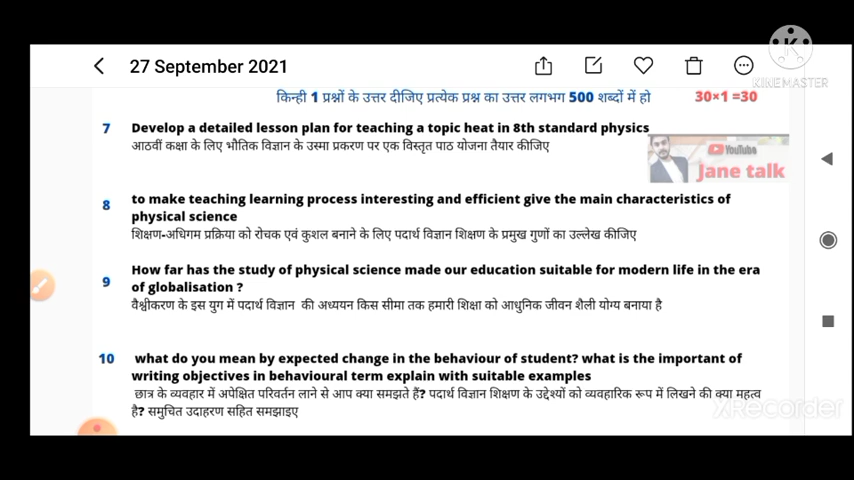 27 September 2021
KINEMASTER
किन्ही 1 प्रश्नों के उत्तर दीजिए प्रत्येक प्रश्न का उत्तर लगभग 500 शब्दों में हो 30×1 =30
7 Develop a detailed lesson plan for teaching a topic heat in 8th standard physics
आठवीं कक्षा के लिए भौतिक विज्ञान के उस्मा प्रकरण पर एक विस्तृत पाठ योजना तैयार कीजिए
YouTube
Jane talk
8 to make teaching learning process interesting and efficient give the main characteristics of
physical science
शिक्षण-अधिगम प्रक्रिया को रोचक एवं कुशल बनाने के लिए पदार्थ विज्ञान शिक्षण के प्रमुख गुणों का उल्लेख कीजिए
9 How far has the study of physical science made our education suitable for modern life in the era
of globalisation ?
वैश्वीकरण के इस युग में पदार्थ विज्ञान की अध्ययन किस सीमा तक हमारी शिक्षा को आधुनिक जीवन शैली योग्य बनाया है
10 what do you mean by expected change in the behaviour of student? what is the important of
writing objectives in behavioural term explain with suitable examples
छात्र के व्यवहार में अपेक्षित परिवर्तन लाने से आप क्या समझते हैं? पदार्थ विज्ञान शिक्षण के उद्देश्यों को व्यवहारिक रूप में लिखने की क्या महत्व
है? समुचित उदाहरण सहित समझाइए
XRecorder